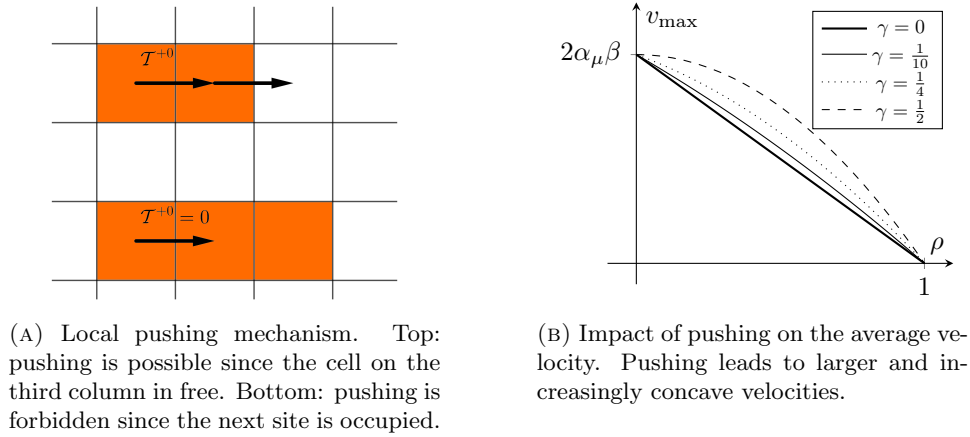 𝒯⁺⁰
𝒯⁺⁰ = 0
v_max
2α_μβ
γ = 0
γ = 1/10
γ = 1/4
γ = 1/2
ρ
1
(A) Local pushing mechanism. Top:
pushing is possible since the cell on the
third column in free. Bottom: pushing is
forbidden since the next site is occupied.
(B) Impact of pushing on the average ve-
locity. Pushing leads to larger and in-
creasingly concave velocities.